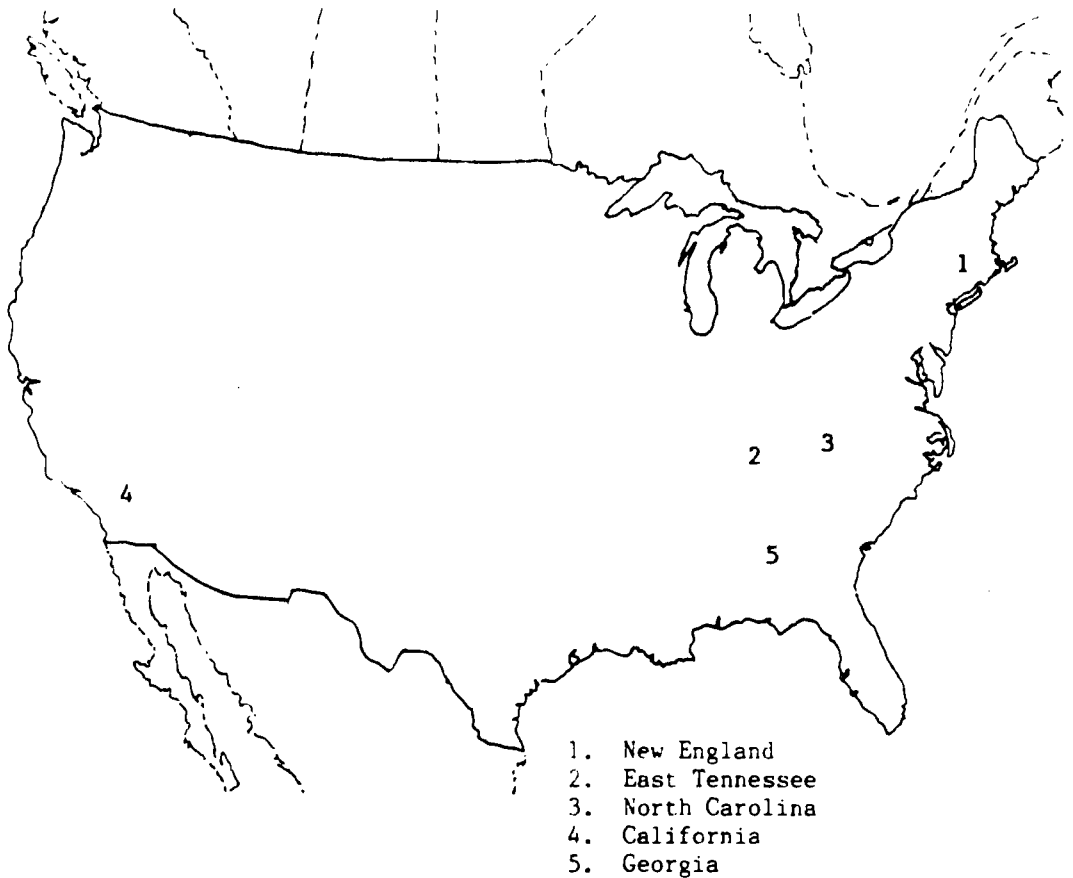 1
3
2
4
5
1. New England
2. East Tennessee
3. North Carolina
4. California
5. Georgia